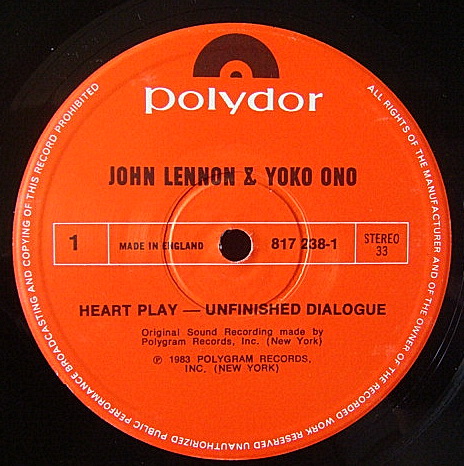 polydor
JOHN LENNON & YOKO ONO
1
MADE IN ENGLAND
817 238-1
STEREO
33
HEART PLAY — UNFINISHED DIALOGUE
Original Sound Recording made by
Polygram Records, Inc. (New York)
℗ 1983 POLYGRAM RECORDS,
INC. (NEW YORK)
ALL RIGHTS OF THE MANUFACTURER AND OF THE OWNER OF THE RECORDED WORK RESERVED UNAUTHORIZED PUBLIC PERFORMANCE BROADCASTING AND COPYING OF THIS RECORD PROHIBITED